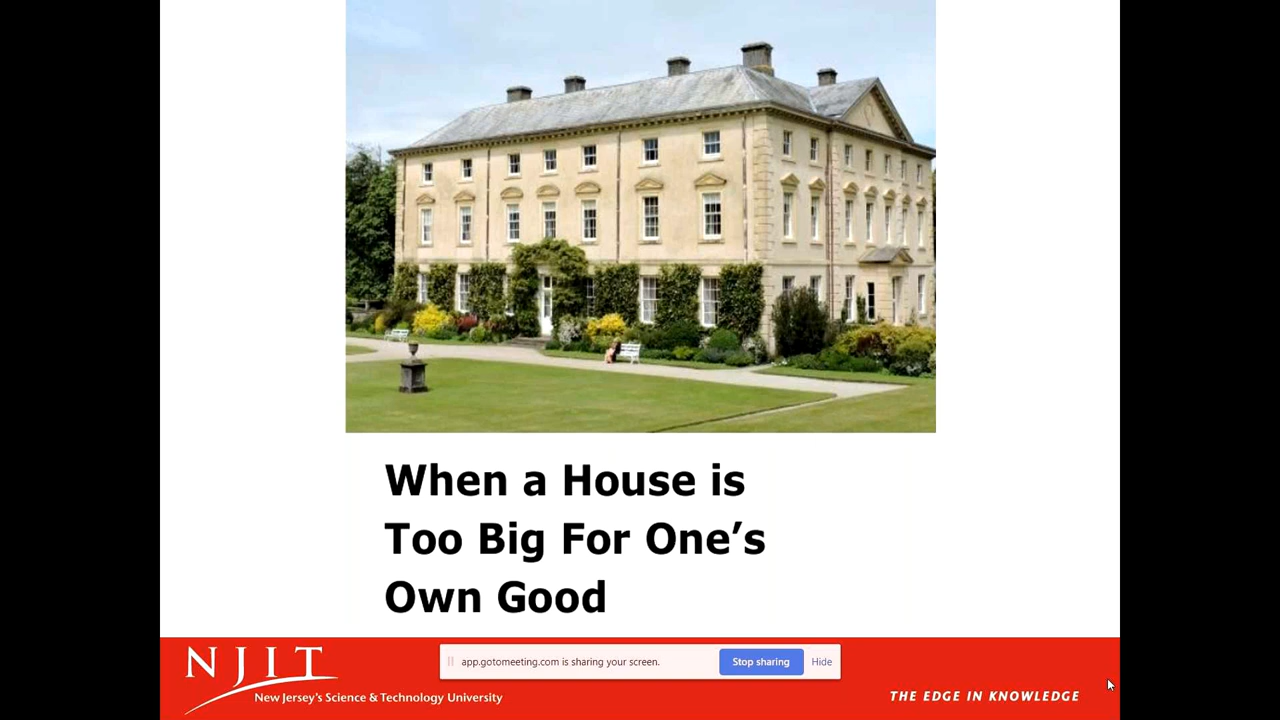 When a House is
Too Big For One’s
Own Good
NJIT
New Jersey's Science & Technology University
app.gotomeeting.com is sharing your screen.
Stop sharing
Hide
THE EDGE IN KNOWLEDGE